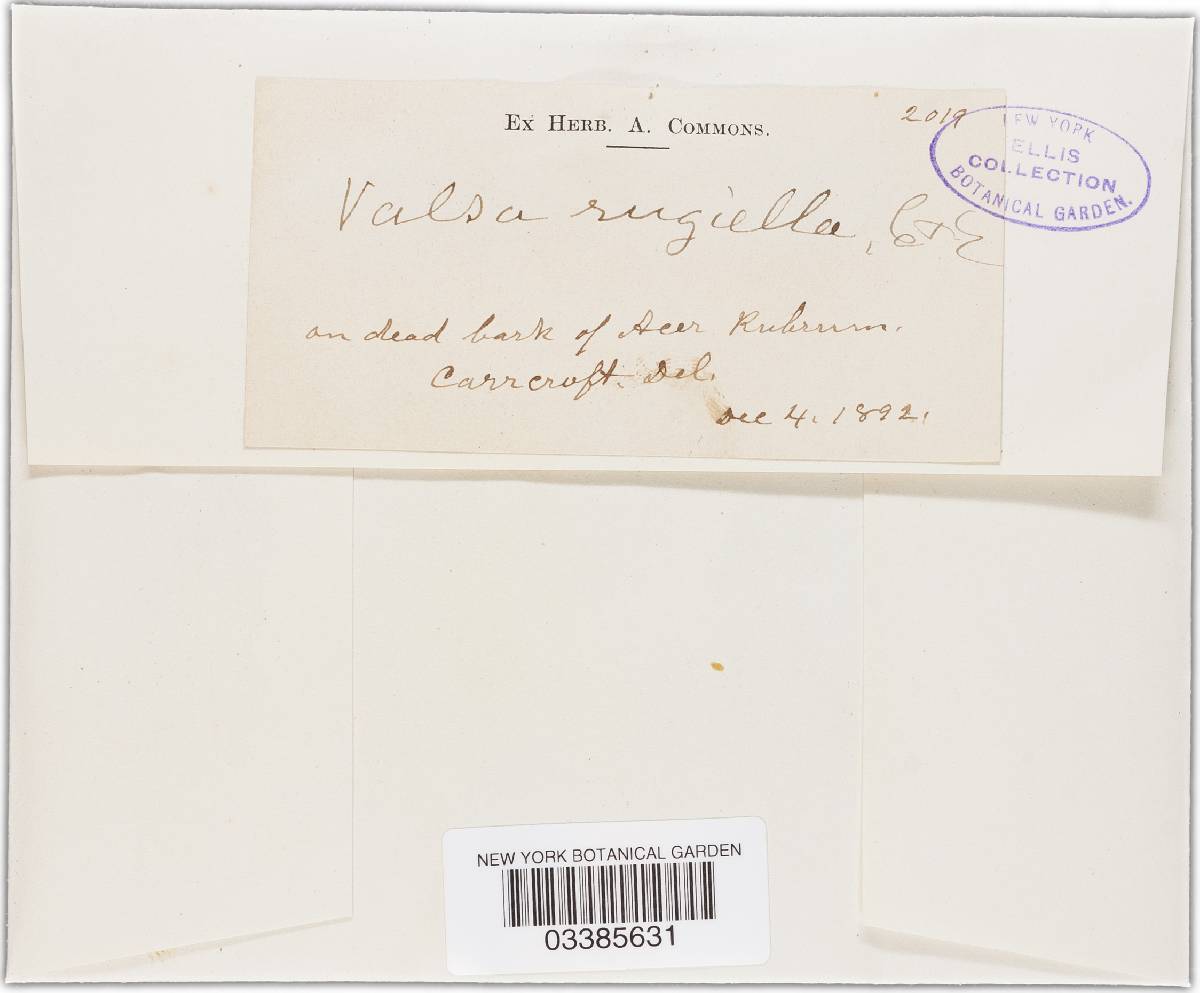 Ex Herb. A. Commons.
2019
NEW YORK
ELLIS
COLLECTION
BOTANICAL GARDEN.
Valsa rugiella, C & E
on dead bark of Acer Rubrum.
Carrcroft. Del.
Dec 4. 1892.
NEW YORK BOTANICAL GARDEN
03385631